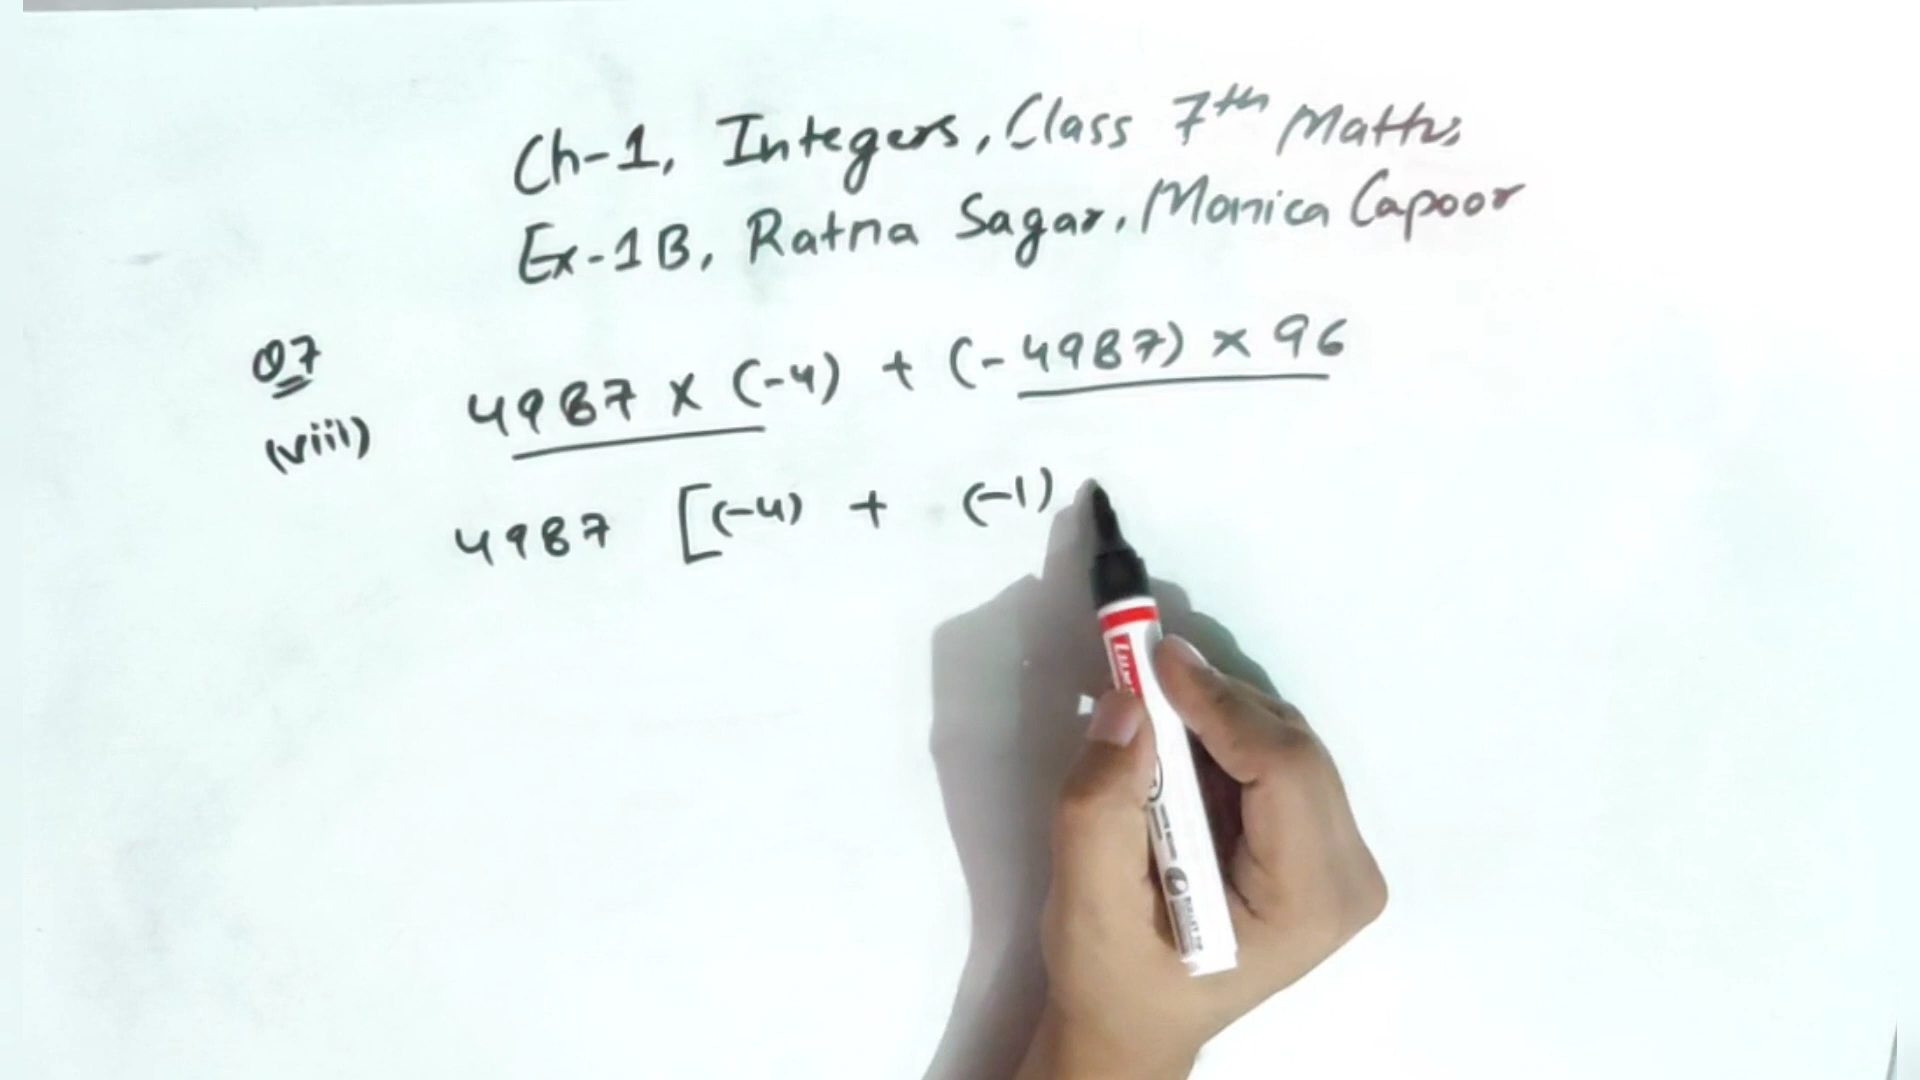 Ch-1, Integers, Class 7th Maths
Ex-1B, Ratna Sagar, Monica Capoor
Q7
(viii) 4987 × (-4) + (-4987) × 96
4987 [(-4) + (-1)